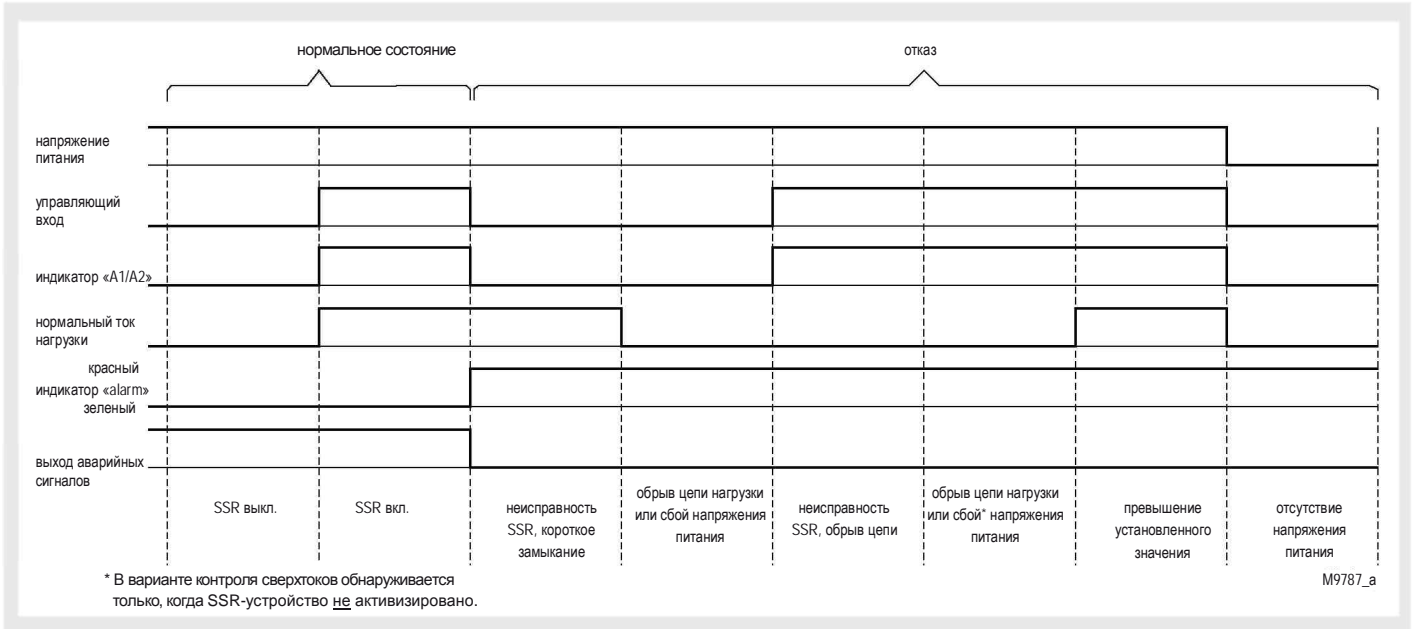 нормальное состояние
отказ
напряжение
питания
управляющий
вход
индикатор «A1/A2»
нормальный ток
нагрузки
красный
индикатор «alarm»
зеленый
выход аварийных
сигналов
SSR выкл.
SSR вкл.
неисправность
SSR, короткое
замыкание
обрыв цепи нагрузки
или сбой напряжения
питания
неисправность
SSR, обрыв цепи
обрыв цепи нагрузки
или сбой* напряжения
питания
превышение
установленного
значения
отсутствие
напряжения
питания
* В варианте контроля сверхтоков обнаруживается
только, когда SSR-устройство не активизировано.
M9787_a